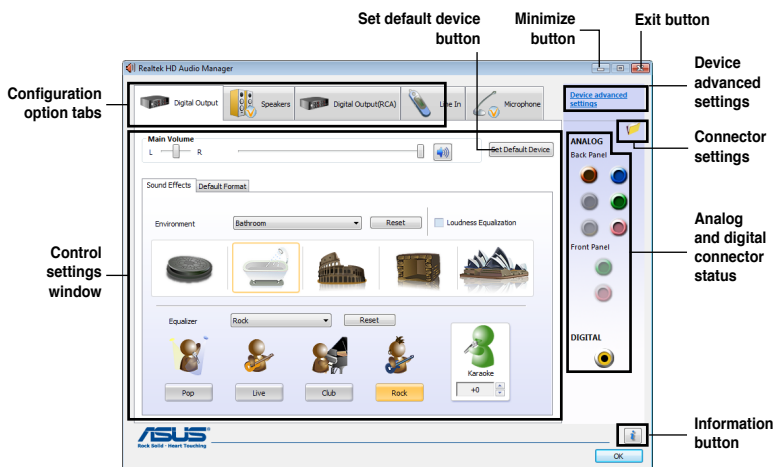 Set default device
button
Minimize
button
Exit button
Realtek HD Audio Manager
Configuration
option tabs
Digital Output
Speakers
Digital Output(RCA)
Line In
Microphone
Device advanced
settings
Device
advanced
settings
Connector
settings
Main Volume
L
R
Set Default Device
ANALOG
Back Panel
Sound Effects
Default Format
Environment
Bathroom
Reset
Loudness Equalization
Control
settings
window
Front Panel
Analog
and digital
connector
status
Equalizer
Rock
Reset
Karaoke
+0
Pop
Live
Club
Rock
DIGITAL
ASUS
Rock Solid · Heart Touching
Information
button
OK